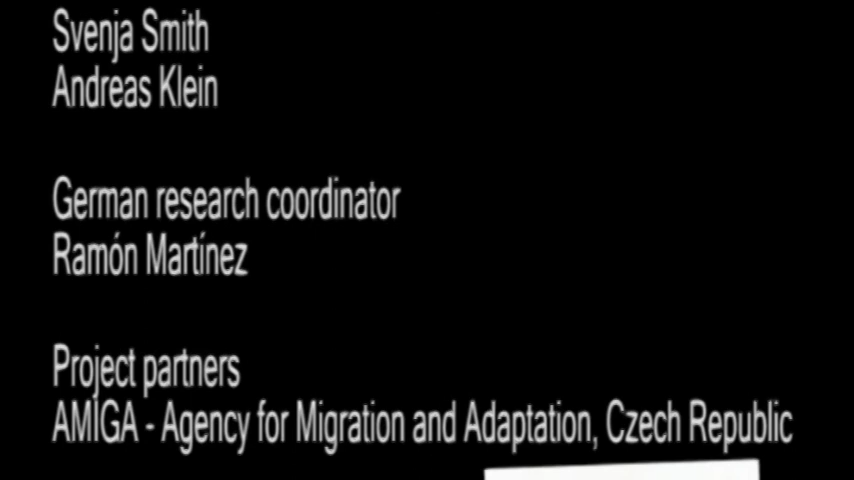 Svenja Smith
Andreas Klein
German research coordinator
Ramón Martínez
Project partners
AMIGA - Agency for Migration and Adaptation, Czech Republic